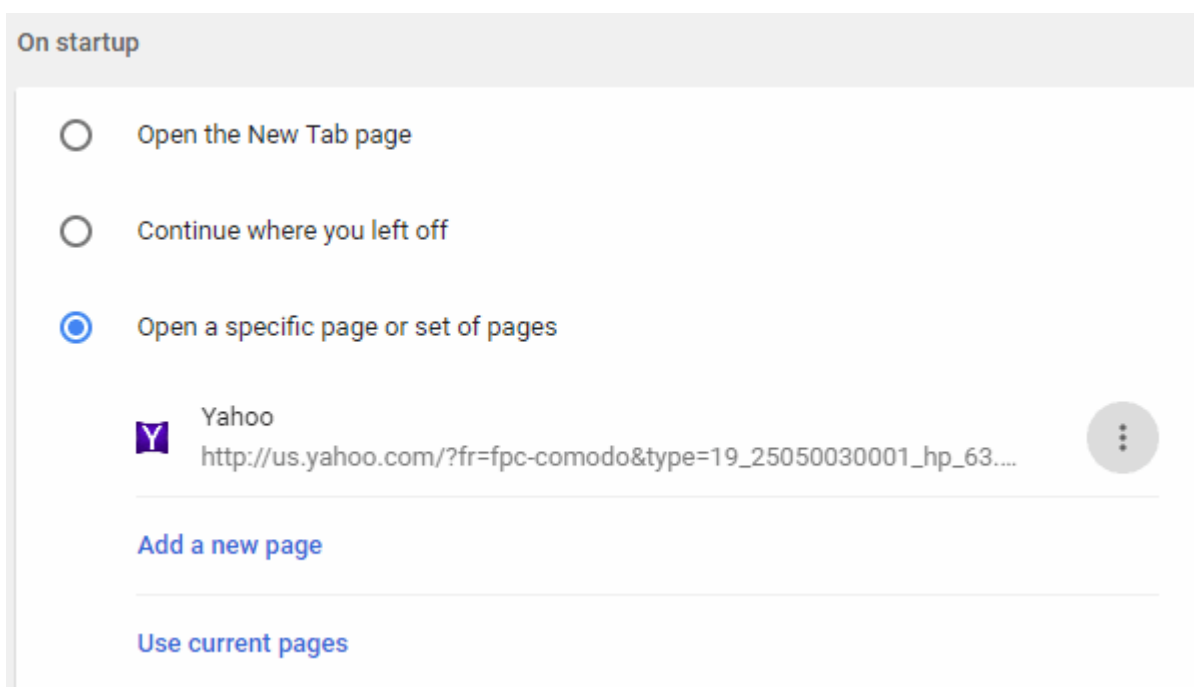 On startup
Open the New Tab page
Continue where you left off
Open a specific page or set of pages
Y
Yahoo
http://us.yahoo.com/?fr=fpc-comodo&type=19_25050030001_hp_63....
Add a new page
Use current pages